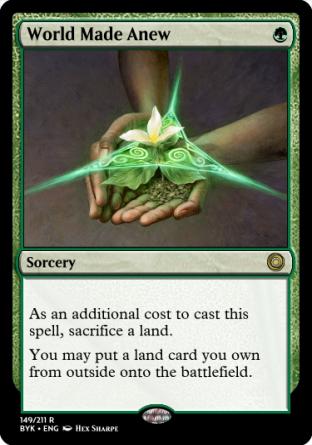 World Made Anew
Sorcery
As an additional cost to cast this
spell, sacrifice a land.
You may put a land card you own
from outside onto the battlefield.
149/211 R
BYK • ENG Hex Sharpe